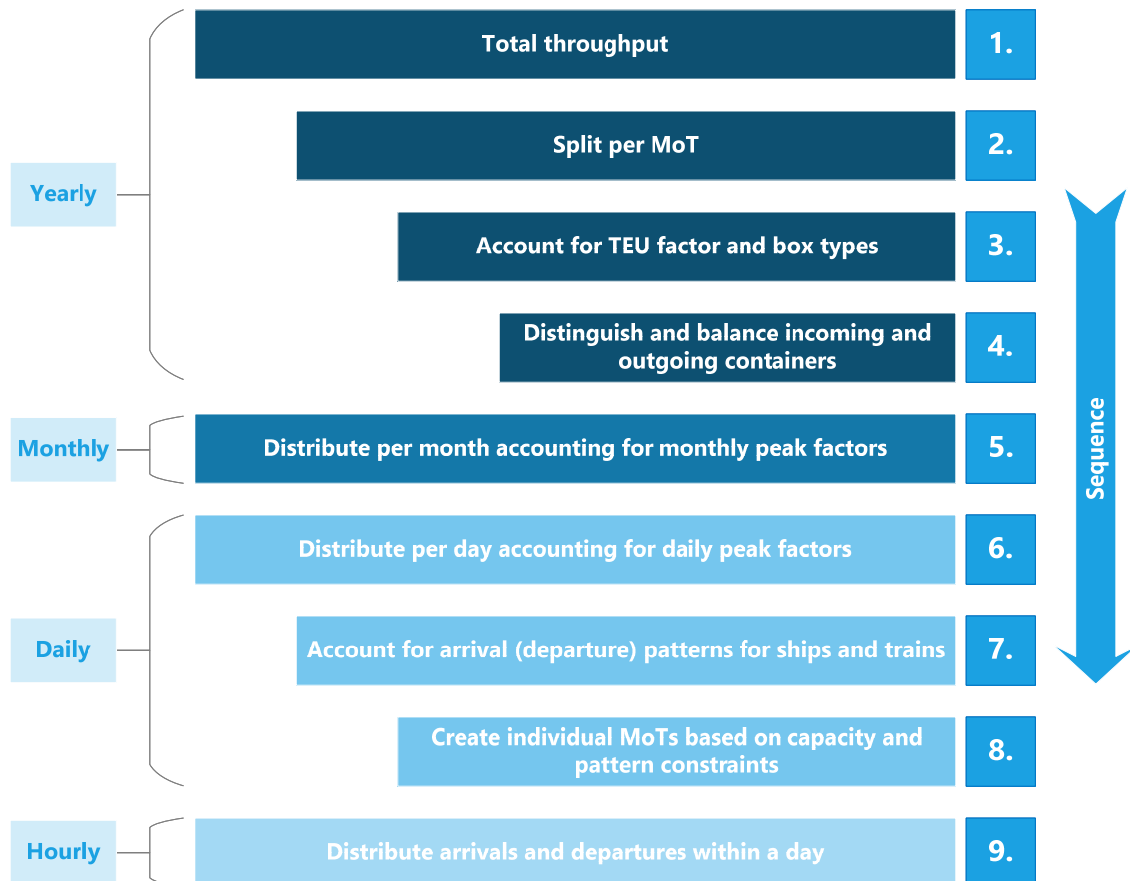 Total throughput
1.
Split per MoT
2.
Yearly
Account for TEU factor and box types
3.
Distinguish and balance incoming and
outgoing containers
4.
Monthly
Distribute per month accounting for monthly peak factors
5.
Sequence
Distribute per day accounting for daily peak factors
6.
Daily
Account for arrival (departure) patterns for ships and trains
7.
Create individual MoTs based on capacity and
pattern constraints
8.
Hourly
Distribute arrivals and departures within a day
9.